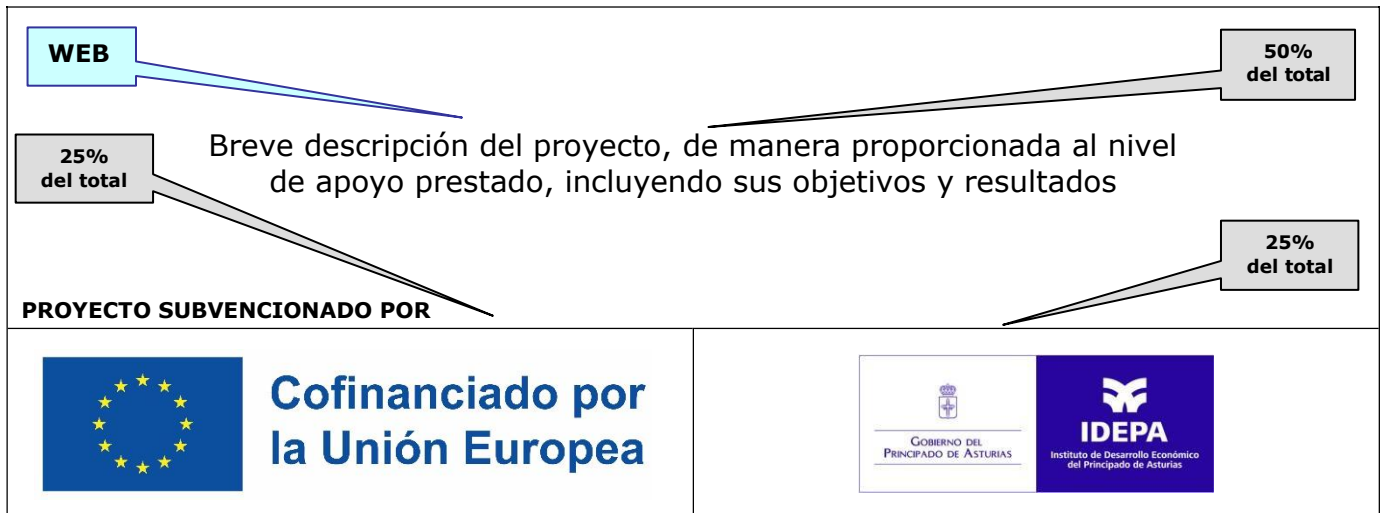 WEB
50%
del total
Breve descripción del proyecto, de manera proporcionada al nivel
de apoyo prestado, incluyendo sus objetivos y resultados
25%
del total
25%
del total
PROYECTO SUBVENCIONADO POR
Cofinanciado por
la Unión Europea
GOBIERNO DEL
PRINCIPADO DE ASTURIAS
IDEPA
Instituto de Desarrollo Económico
del Principado de Asturias